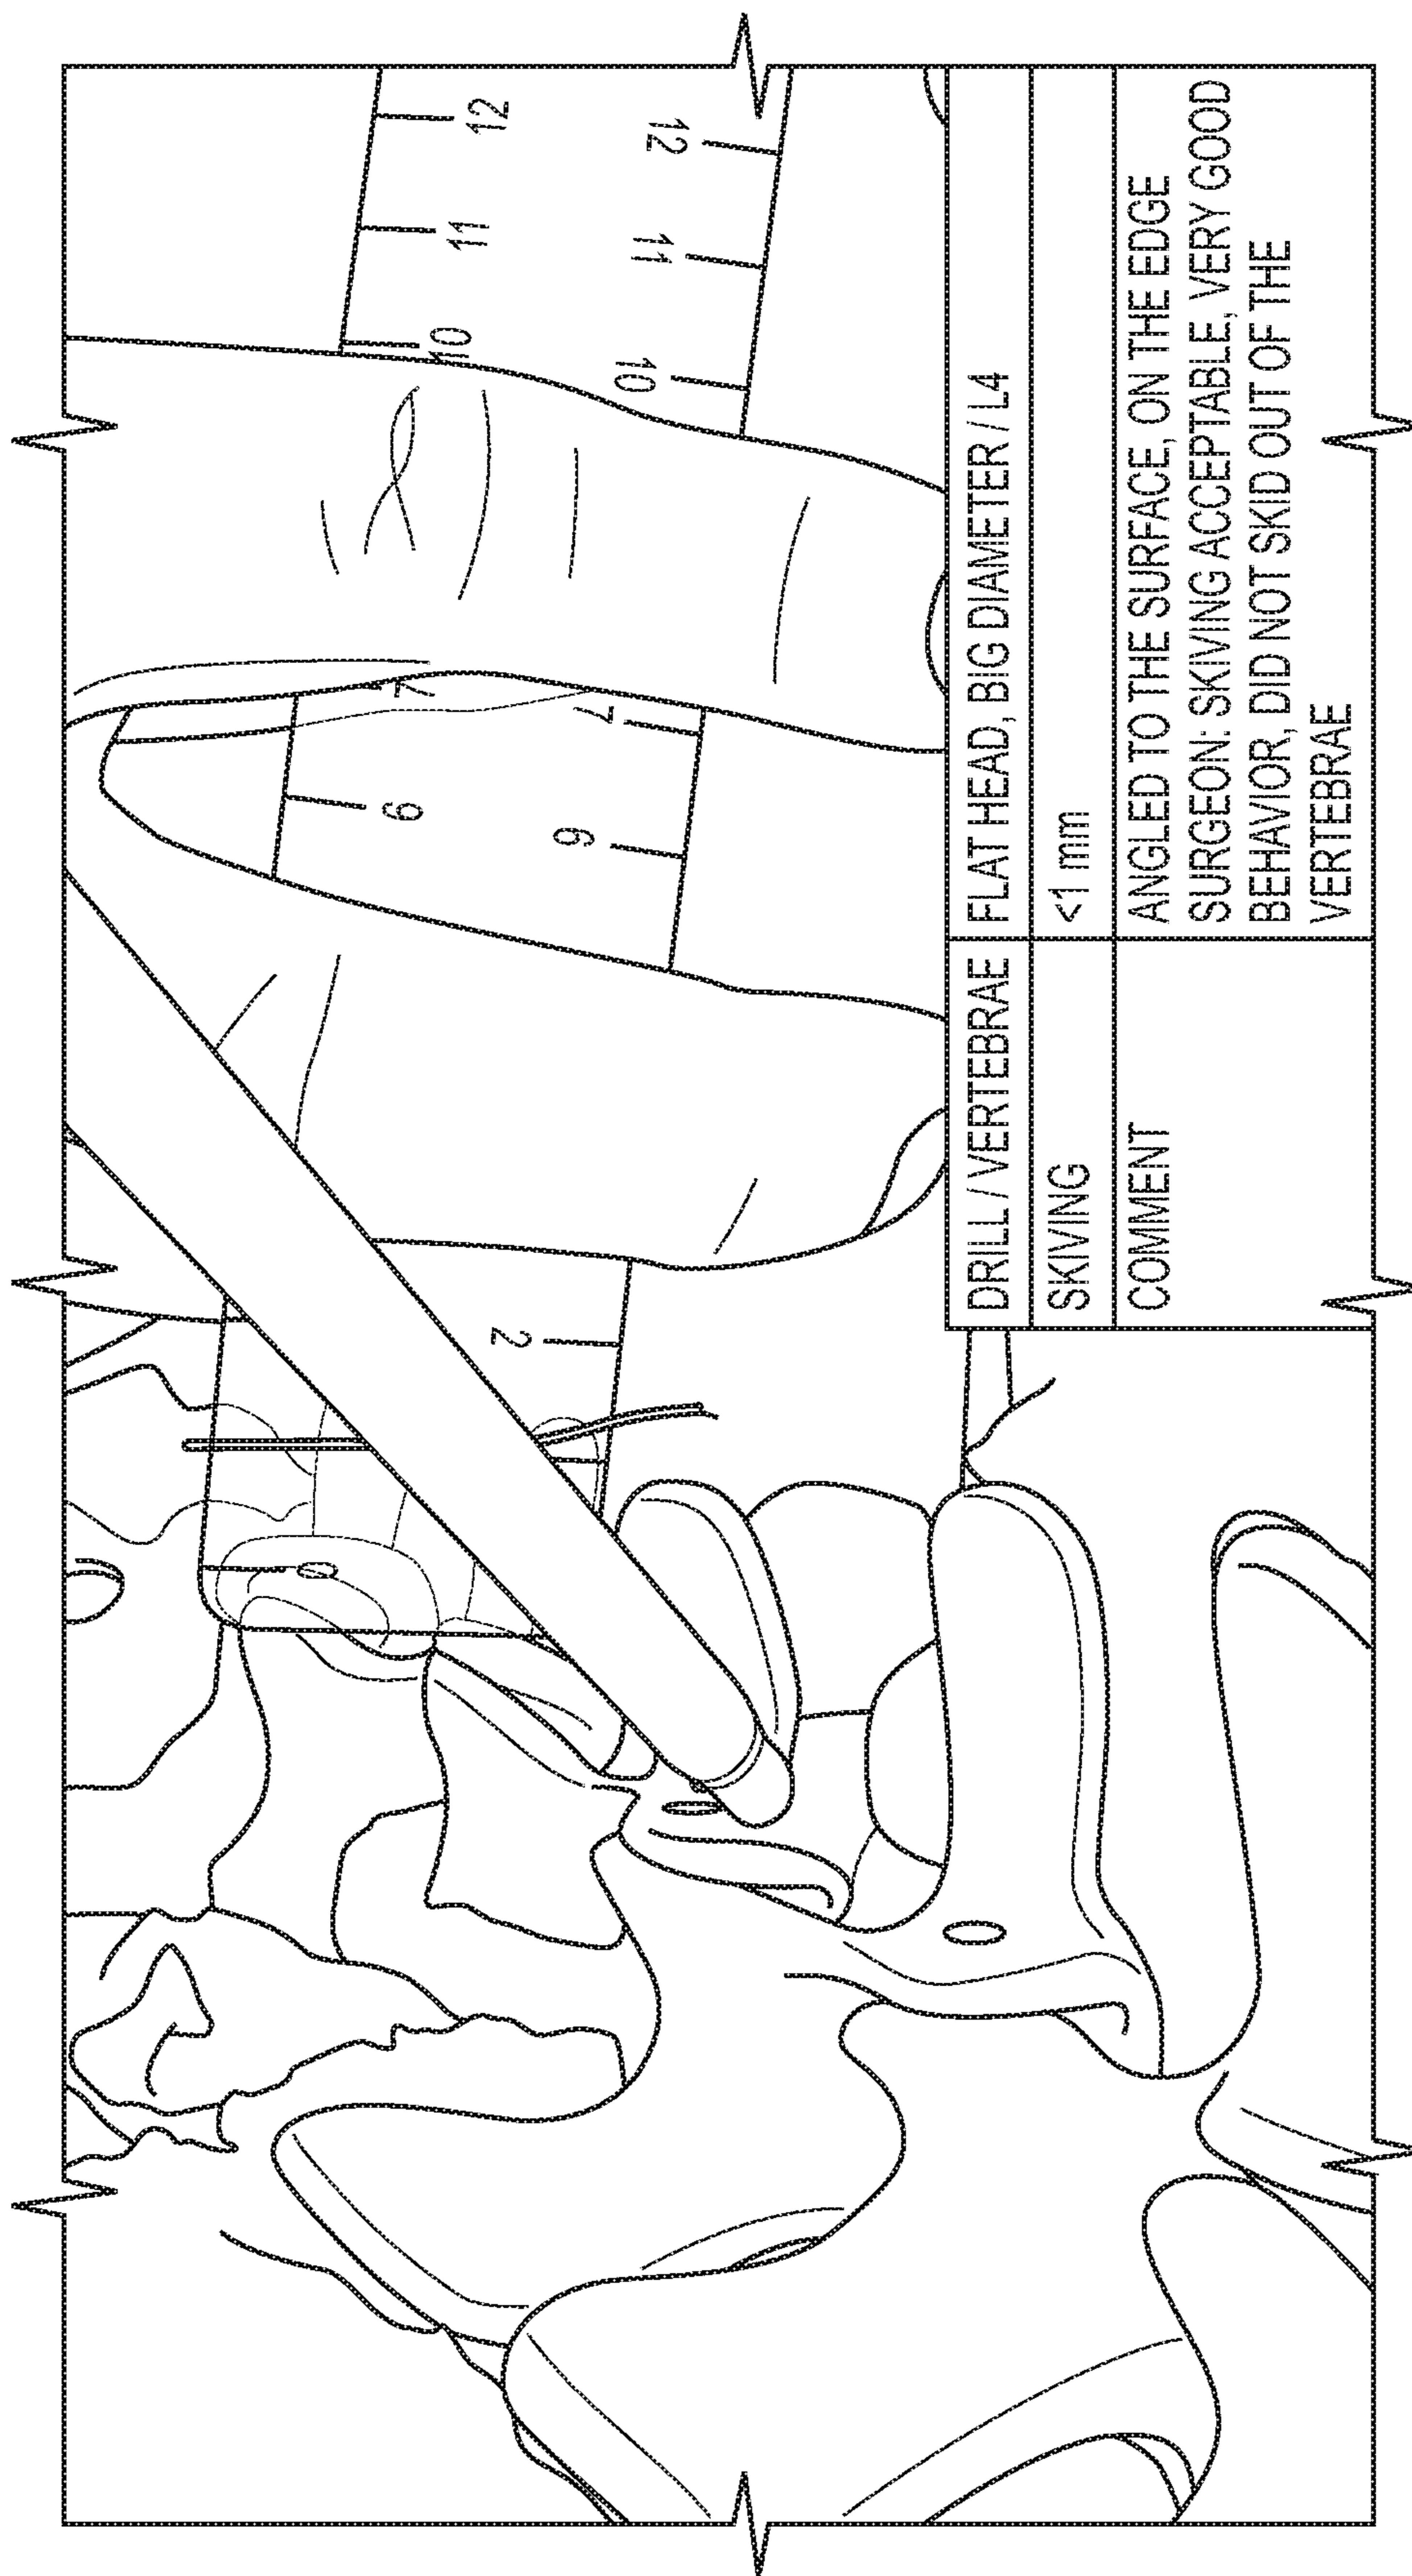 12
11
10
7
6
12
11
10
7
6
2
0
DRILL / VERTEBRAE
FLAT HEAD, BIG DIAMETER / L4
SKIVING
<1 mm
COMMENT
ANGLED TO THE SURFACE, ON THE EDGE
SURGEON: SKIVING ACCEPTABLE, VERY GOOD
BEHAVIOR, DID NOT SKID OUT OF THE
VERTEBRAE